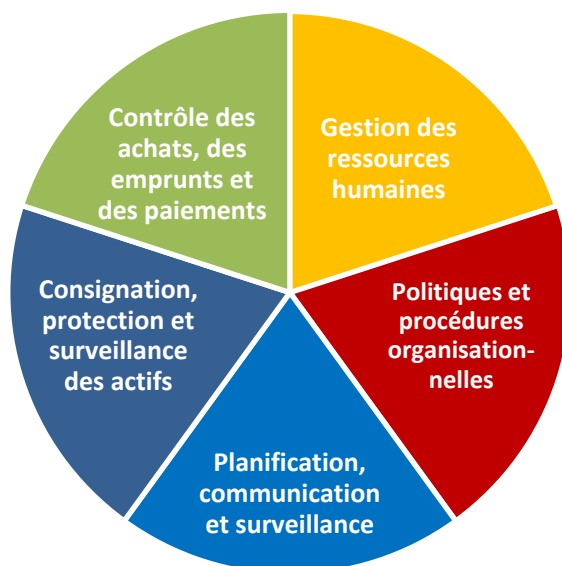 Contrôle des
achats, des
emprunts et
des paiements
Gestion des
ressources
humaines
Consignation,
protection et
surveillance
des actifs
Politiques et
procédures
organisation-
nelles
Planification,
communication
et surveillance